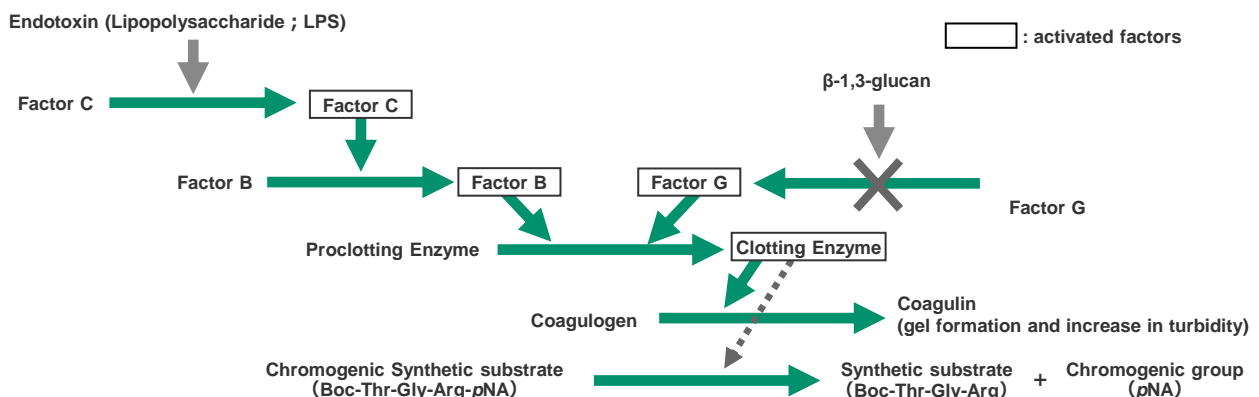 Endotoxin (Lipopolysaccharide ; LPS)
: activated factors
β-1,3-glucan
Factor C
Factor C
Factor B
Factor B
Factor G
Factor G
Proclotting Enzyme
Clotting Enzyme
Coagulogen
Coagulin
(gel formation and increase in turbidity)
Chromogenic Synthetic substrate
(Boc-Thr-Gly-Arg-pNA)
Synthetic substrate
(Boc-Thr-Gly-Arg)
+
Chromogenic group
(pNA)